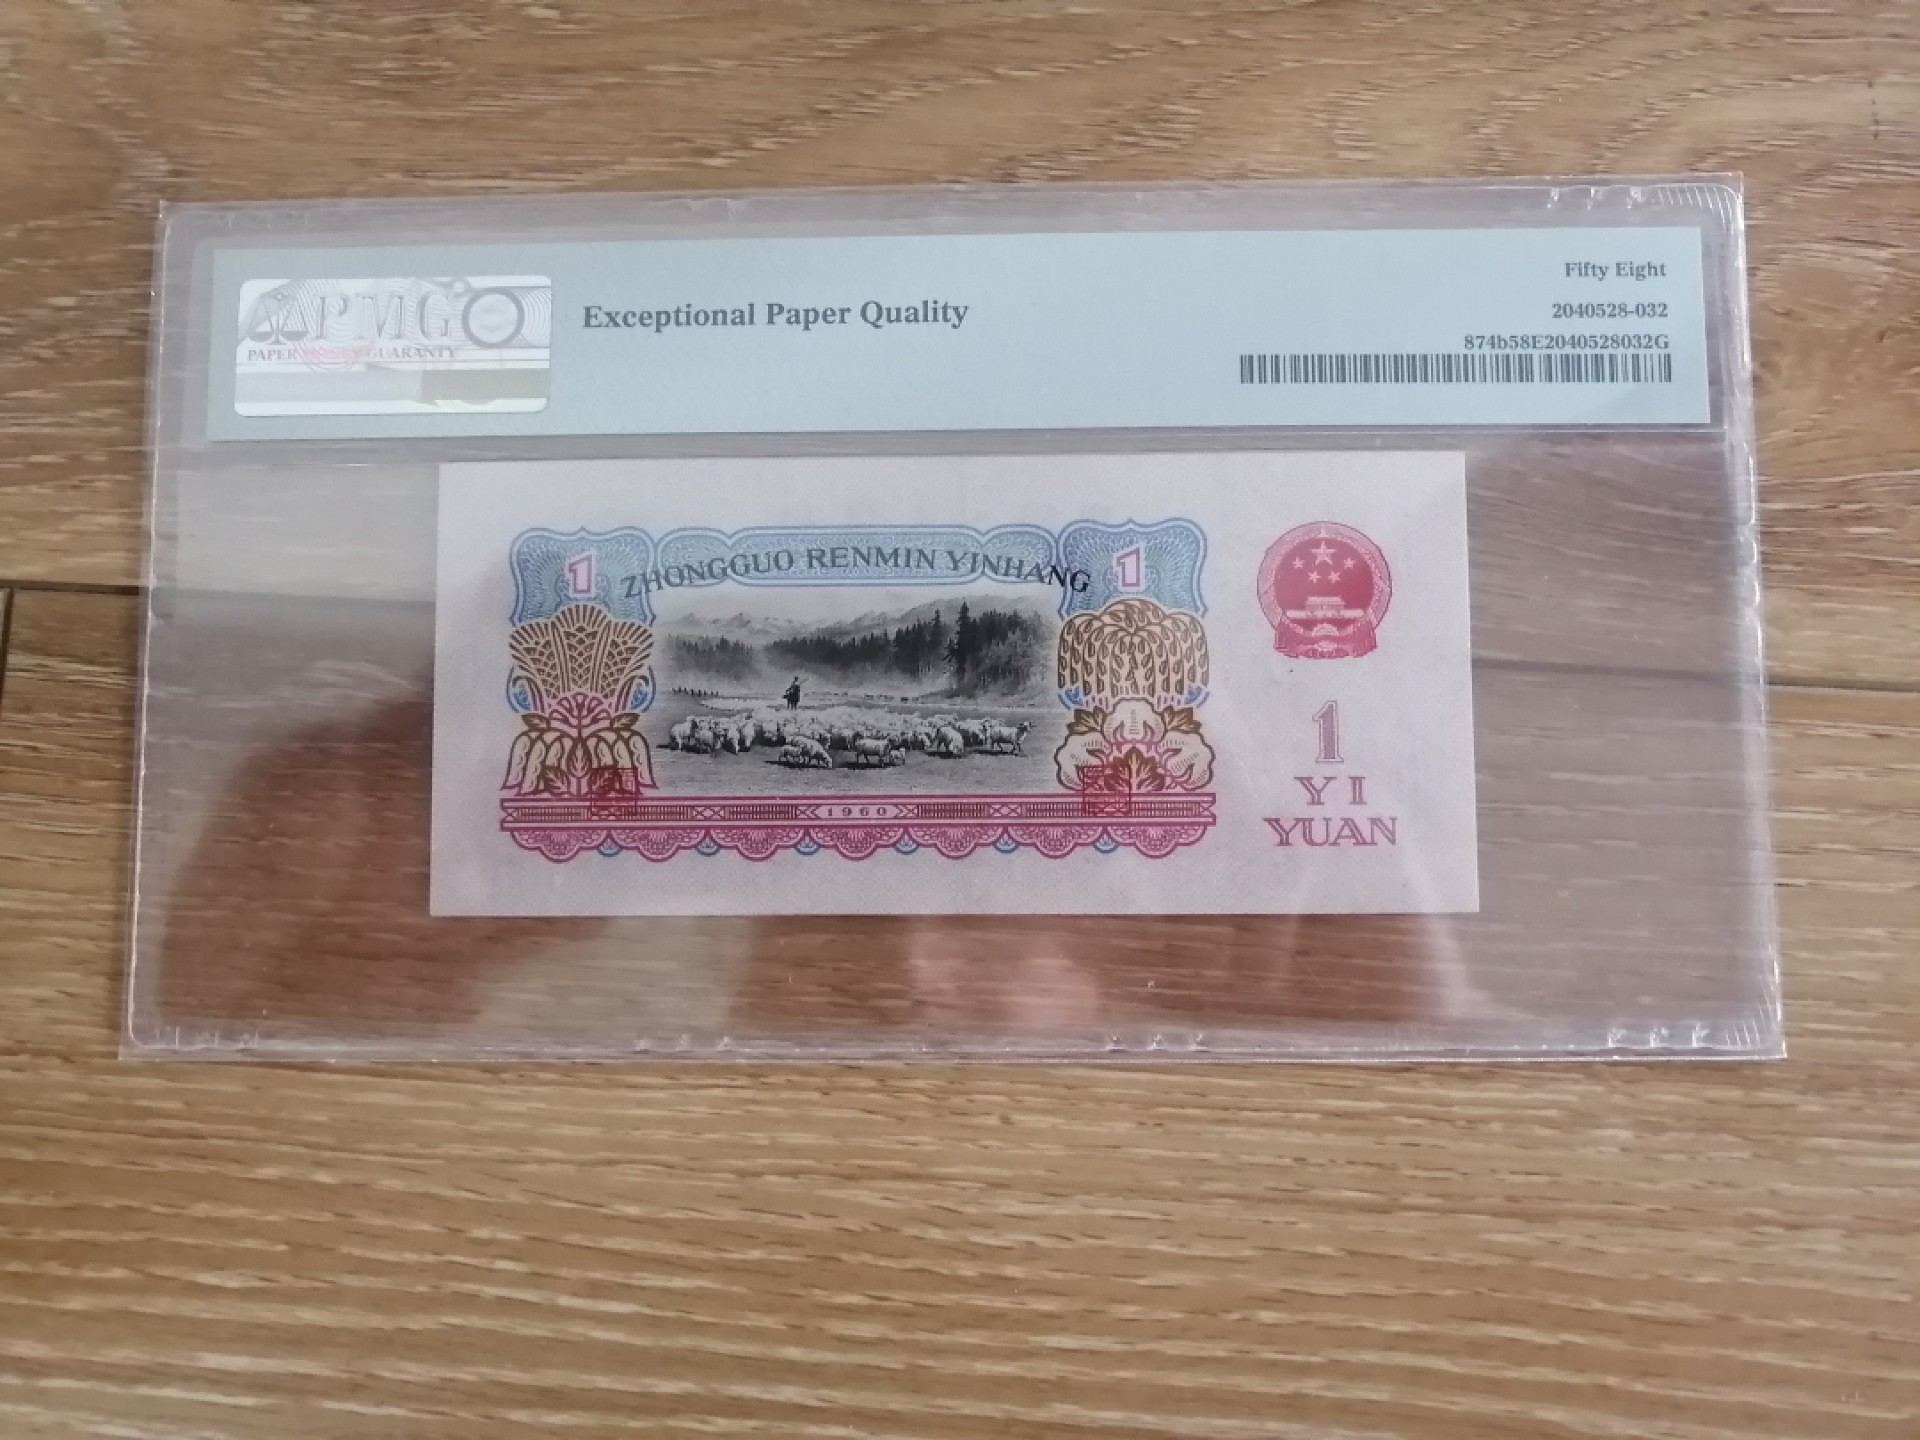 PMG
PAPER MONEY GUARANTY
Exceptional Paper Quality
Fifty Eight
2040528-032
874b58E2040528032G
1
ZHONGGUO RENMIN YINHANG
1
1960
1
YI
YUAN